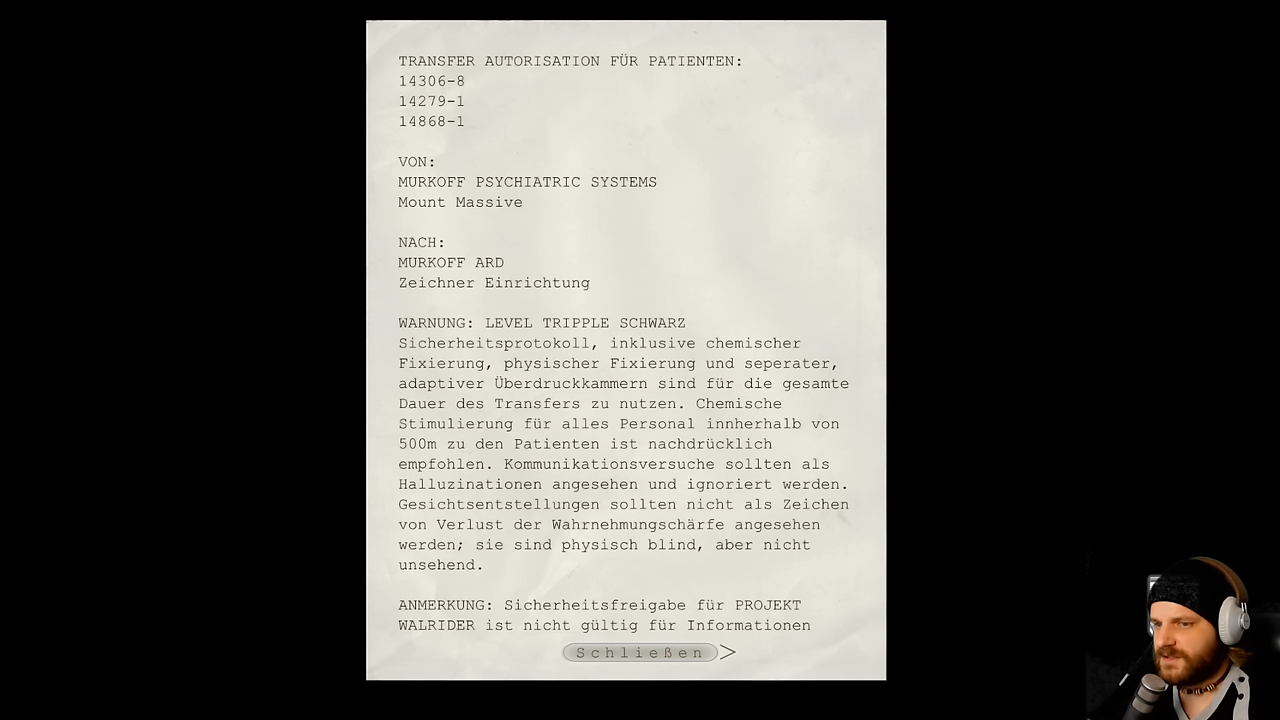 TRANSFER AUTORISATION FÜR PATIENTEN:
14306-8
14279-1
14868-1
VON:
MURKOFF PSYCHIATRIC SYSTEMS
Mount Massive
NACH:
MURKOFF ARD
Zeichner Einrichtung
WARNUNG: LEVEL TRIPPLE SCHWARZ
Sicherheitsprotokoll, inklusive chemischer
Fixierung, physischer Fixierung und seperater,
adaptiver Überdruckkammern sind für die gesamte
Dauer des Transfers zu nutzen. Chemische
Stimulierung für alles Personal innherhalb von
500m zu den Patienten ist nachdrücklich
empfohlen. Kommunikationsversuche sollten als
Halluzinationen angesehen und ignoriert werden.
Gesichtsentstellungen sollten nicht als Zeichen
von Verlust der Wahrnehmungschärfe angesehen
werden; sie sind physisch blind, aber nicht
unsehend.
ANMERKUNG: Sicherheitsfreigabe für PROJEKT
WALRIDER ist nicht gültig für Informationen
Schließen >